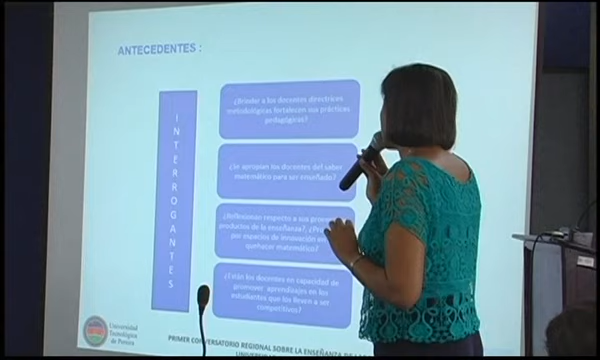 ANTECEDENTES :
INTERROGANTES
¿Brindar a los docentes directrices
metodológicas fortalecen sus prácticas
pedagógicas?
¿Se apropian los docentes del saber
matemático para ser enseñado?
¿Reflexionan respecto a sus
productos de la enseñanza?,
por espacios de innovación en
quehacer matemático?
¿Están los docentes en capacidad de
promover aprendizajes en los
estudiantes que los lleven a ser
competitivos?
Universidad
Tecnológica
de Pereira
PRIMER CONVERSATORIO REGIONAL SOBRE LA ENSEÑANZA DE